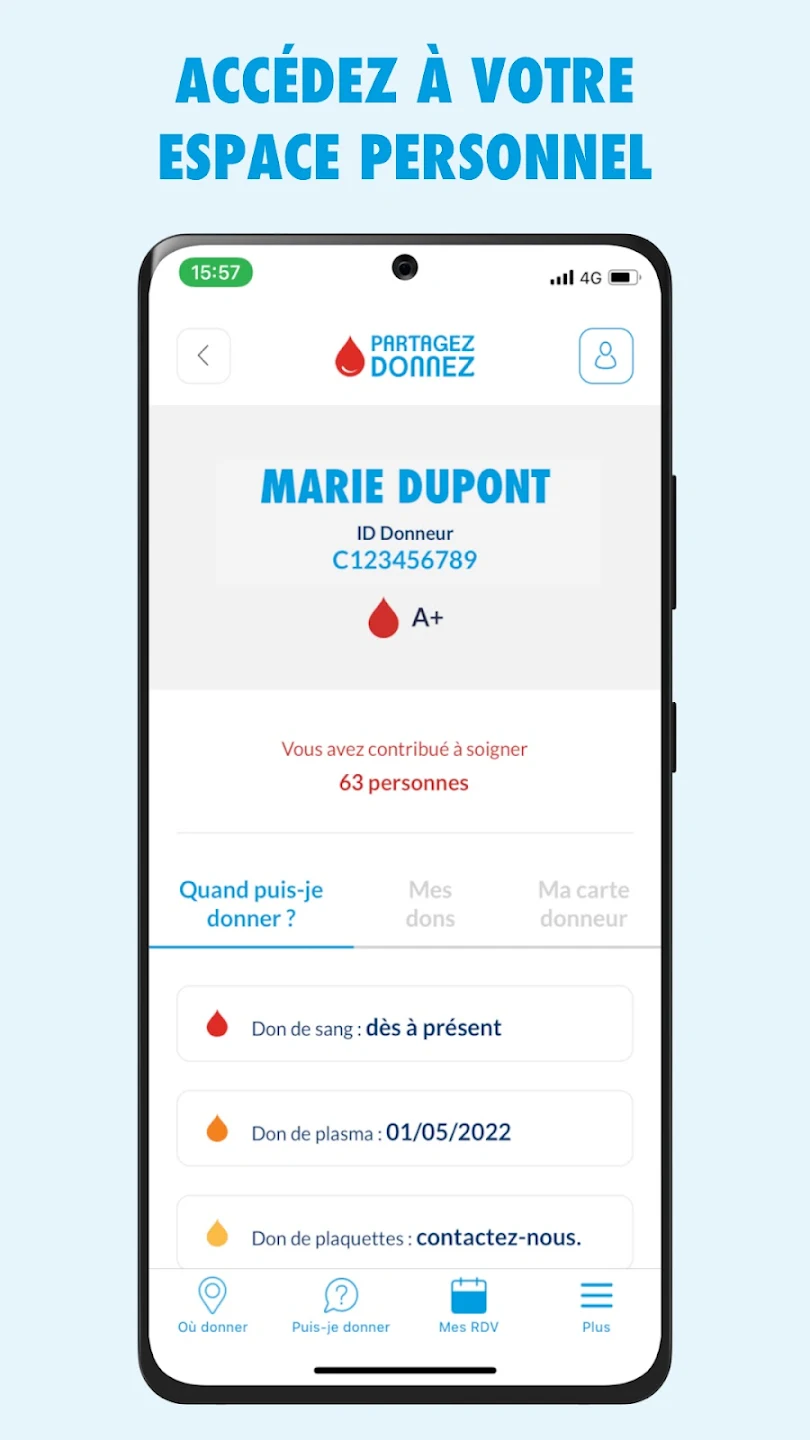 ACCÉDEZ À VOTRE
ESPACE PERSONNEL
15:57
4G
PARTAGEZ
DONNEZ
MARIE DUPONT
ID Donneur
C123456789
A+
Vous avez contribué à soigner
63 personnes
Quand puis-je
donner ?
Mes
dons
Ma carte
donneur
Don de sang : dès à présent
Don de plasma : 01/05/2022
Don de plaquettes : contactez-nous.
Où donner
Puis-je donner
Mes RDV
Plus